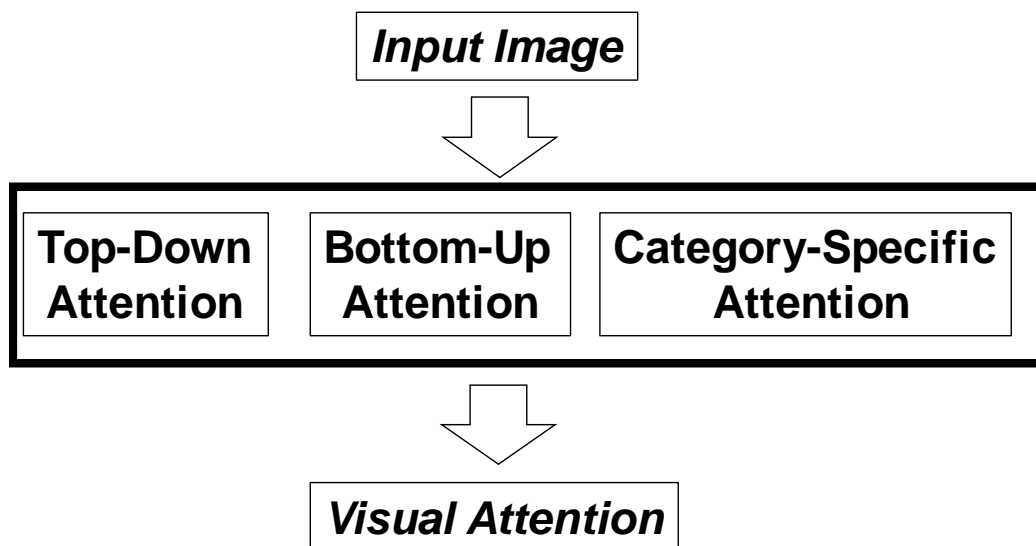 Input Image
Top-Down
Attention
Bottom-Up
Attention
Category-Specific
Attention
Visual Attention